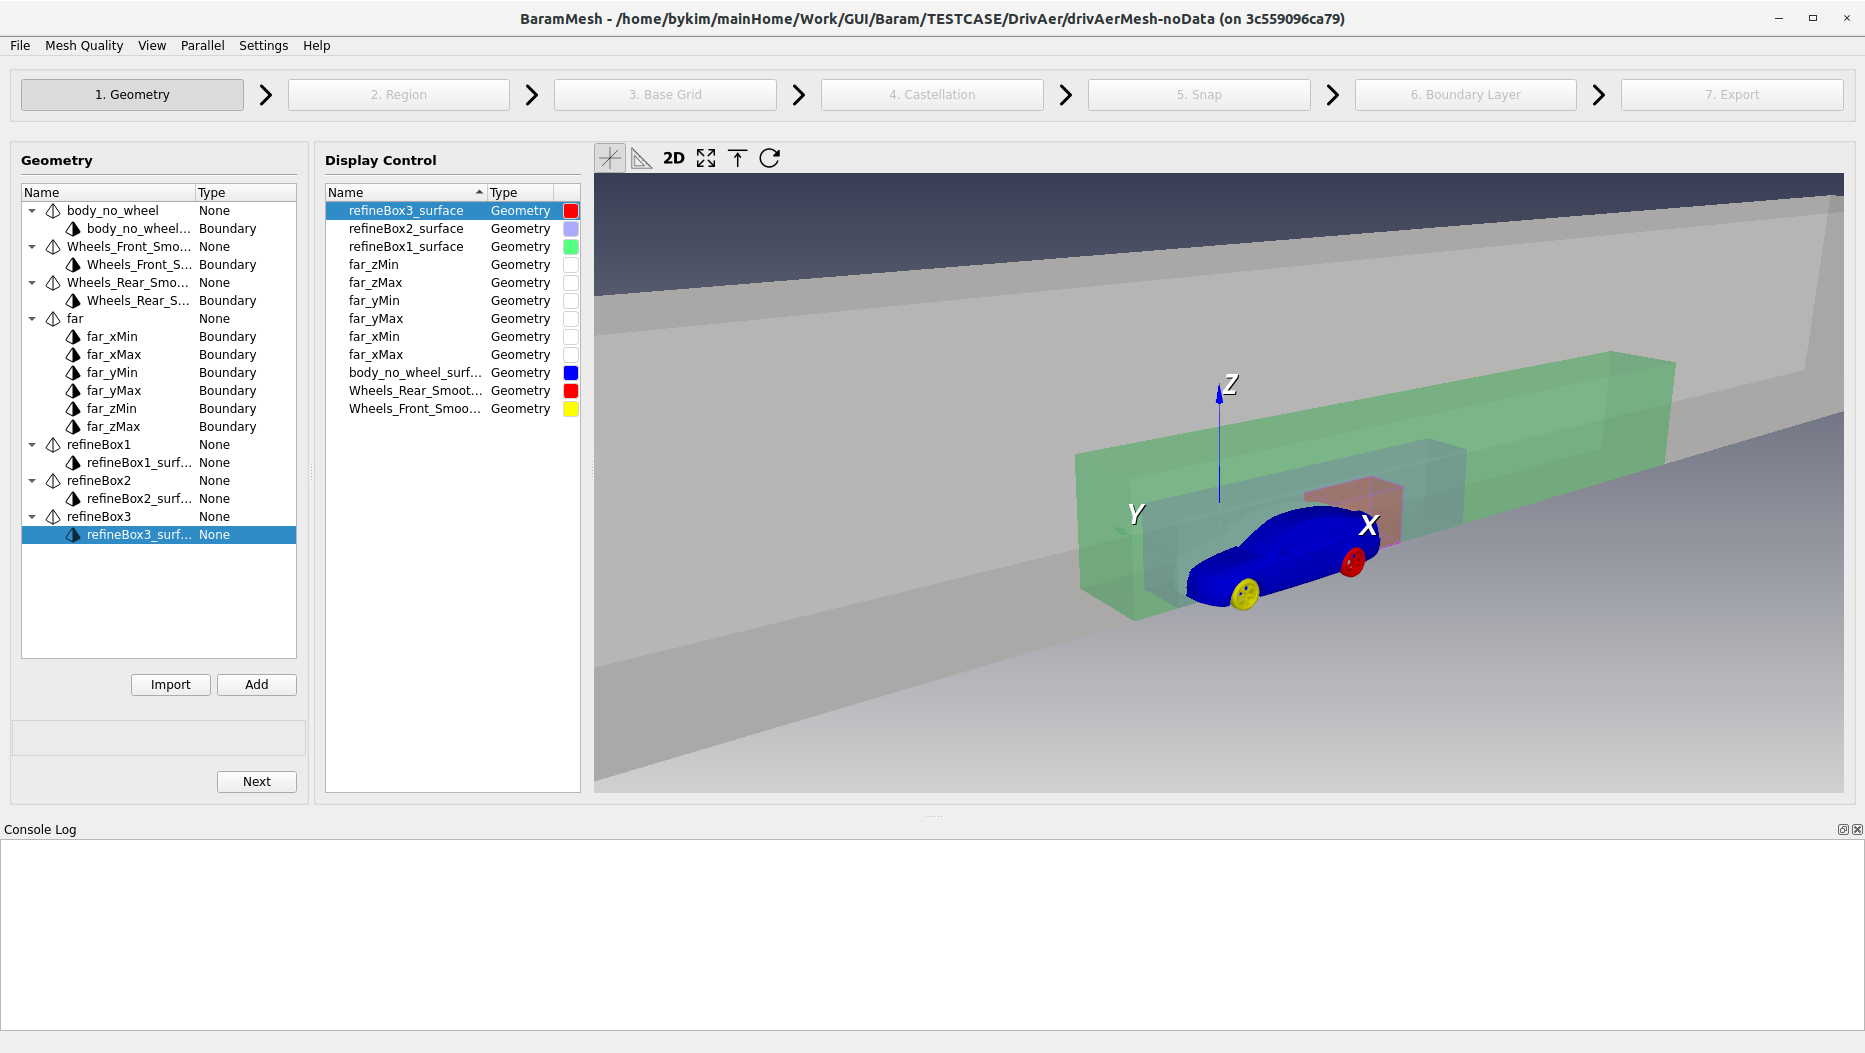 BaramMesh - /home/bykim/mainHome/Work/GUI/Baram/TESTCASE/DrivAer/drivAerMesh-noData (on 3c559096ca79)
File Mesh Quality View Parallel Settings Help
1. Geometry 2. Region 3. Base Grid 4. Castellation 5. Snap 6. Boundary Layer 7. Export
Geometry
Name Type
body_no_wheel None
body_no_wheel... Boundary
Wheels_Front_Smo... None
Wheels_Front_S... Boundary
Wheels_Rear_Smo... None
Wheels_Rear_S... Boundary
far None
far_xMin Boundary
far_xMax Boundary
far_yMin Boundary
far_yMax Boundary
far_zMin Boundary
far_zMax Boundary
refineBox1 None
refineBox1_surf... None
refineBox2 None
refineBox2_surf... None
refineBox3 None
refineBox3_surf... None
Import Add
Next
Display Control
Name Type
refineBox3_surface Geometry
refineBox2_surface Geometry
refineBox1_surface Geometry
far_zMin Geometry
far_zMax Geometry
far_yMin Geometry
far_yMax Geometry
far_xMin Geometry
far_xMax Geometry
body_no_wheel_surf... Geometry
Wheels_Rear_Smoot... Geometry
Wheels_Front_Smoo... Geometry
2D
Z
Y
X
Console Log